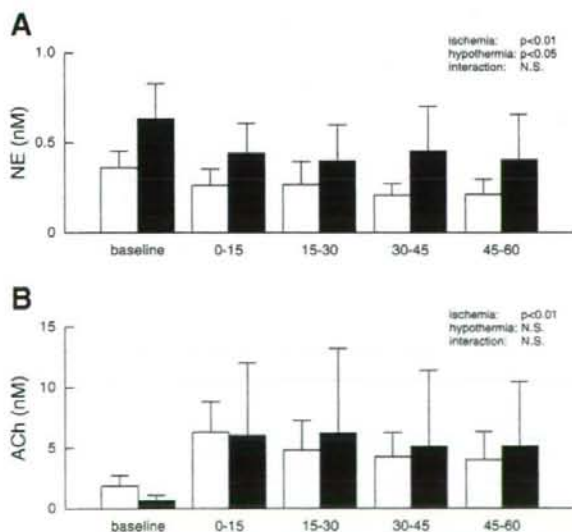 A
1.0
0.5
0
NE (nM)
ischemia: p<0.01
hypothermia: p<0.05
interaction: N.S.
baseline 0-15 15-30 30-45 45-60
B
15
10
5
0
ACh (nM)
ischemia: p<0.01
hypothermia: N.S.
interaction: N.S.
baseline 0-15 15-30 30-45 45-60